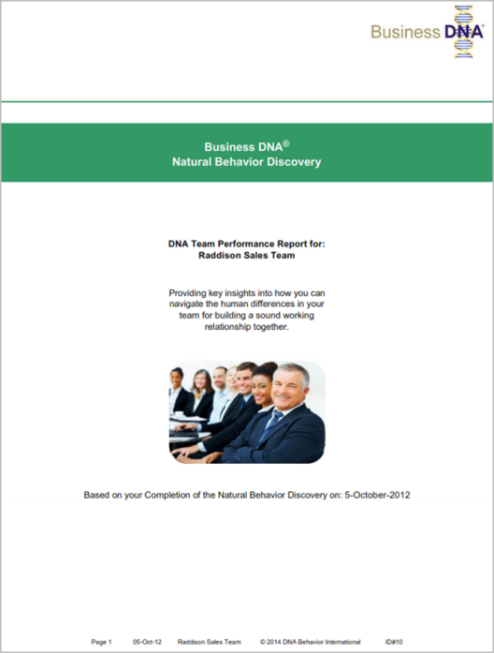 Business DNA®
Business DNA®
Natural Behavior Discovery
DNA Team Performance Report for:
Raddison Sales Team
Providing key insights into how you can
navigate the human differences in your
team for building a sound working
relationship together.
Based on your Completion of the Natural Behavior Discovery on: 5-October-2012
Page 1 05-Oct-12 Raddison Sales Team © 2014 DNA Behavior International ID#10